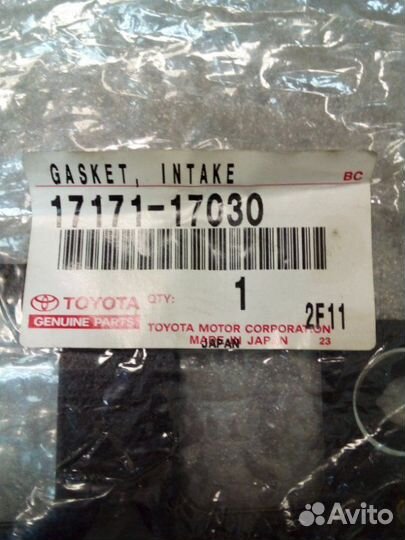 GASKET, INTAKE BC
17171-17030
TOYOTA QTY: 1 2F11
GENUINE PARTS TOYOTA MOTOR CORPORATION
MADE IN JAPAN 23
JAPAN
Avito